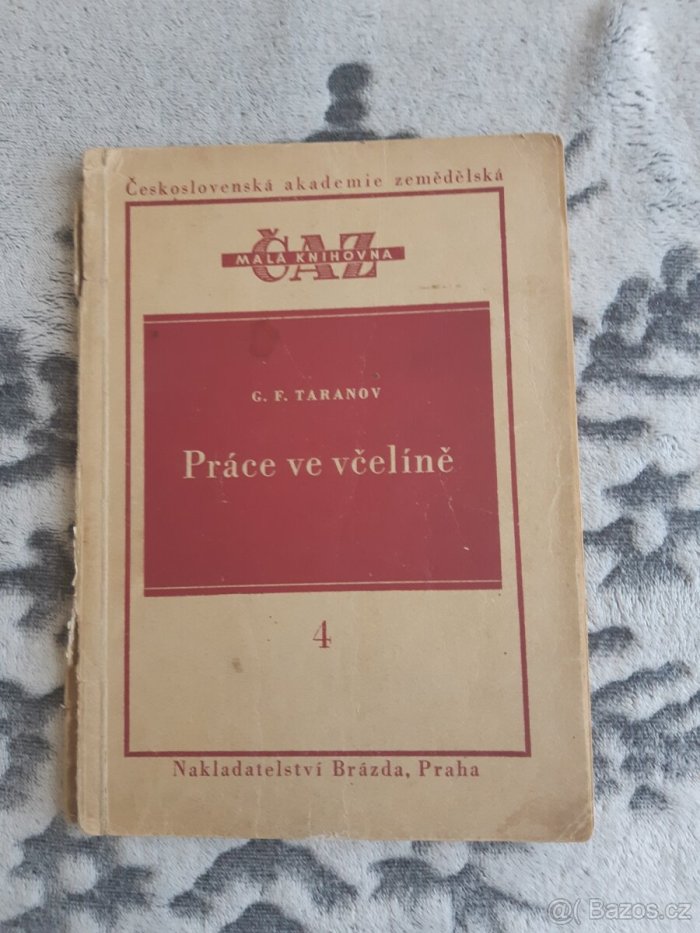 Československá akademie zemědělská
ČAZ
MALÁ KNIHOVNA
G. F. TARANOV
Práce ve včelíně
4
Nakladatelství Brázda, Praha
@( Bazos.cz